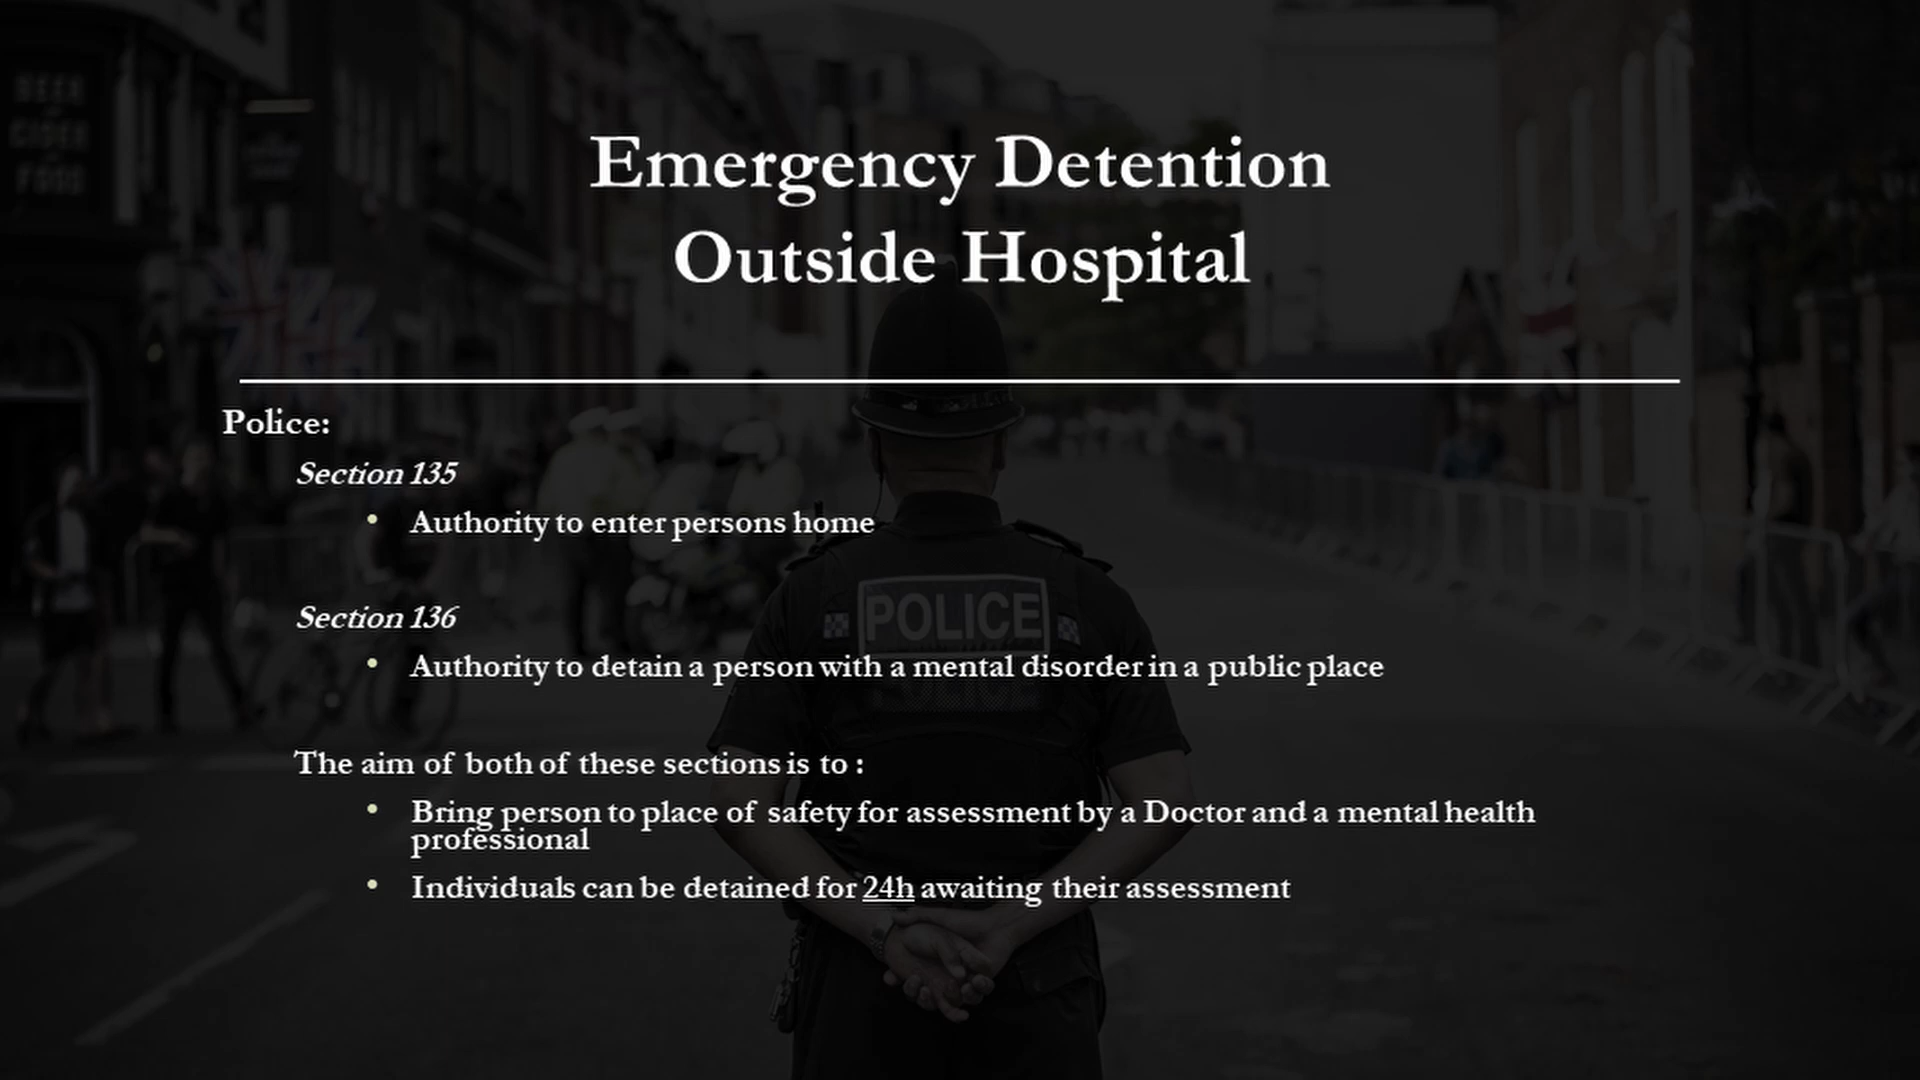 BEER
CIDER
FOOD
Emergency Detention
Outside Hospital
Police:
Section 135
• Authority to enter persons home
Section 136
POLICE
• Authority to detain a person with a mental disorder in a public place
The aim of both of these sections is to :
• Bring person to place of safety for assessment by a Doctor and a mental health
professional
• Individuals can be detained for 24h awaiting their assessment